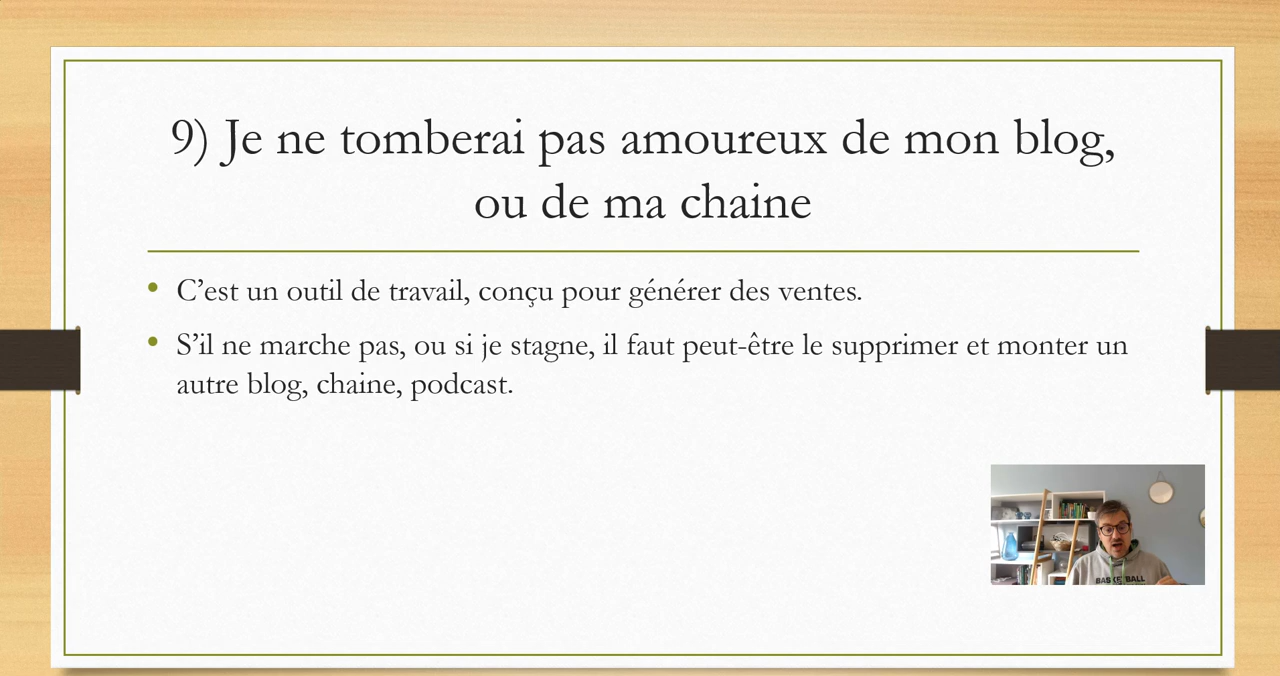 9) Je ne tomberai pas amoureux de mon blog,
ou de ma chaine
• C’est un outil de travail, conçu pour générer des ventes.
• S’il ne marche pas, ou si je stagne, il faut peut-être le supprimer et monter un
autre blog, chaine, podcast.
BASKETBALL